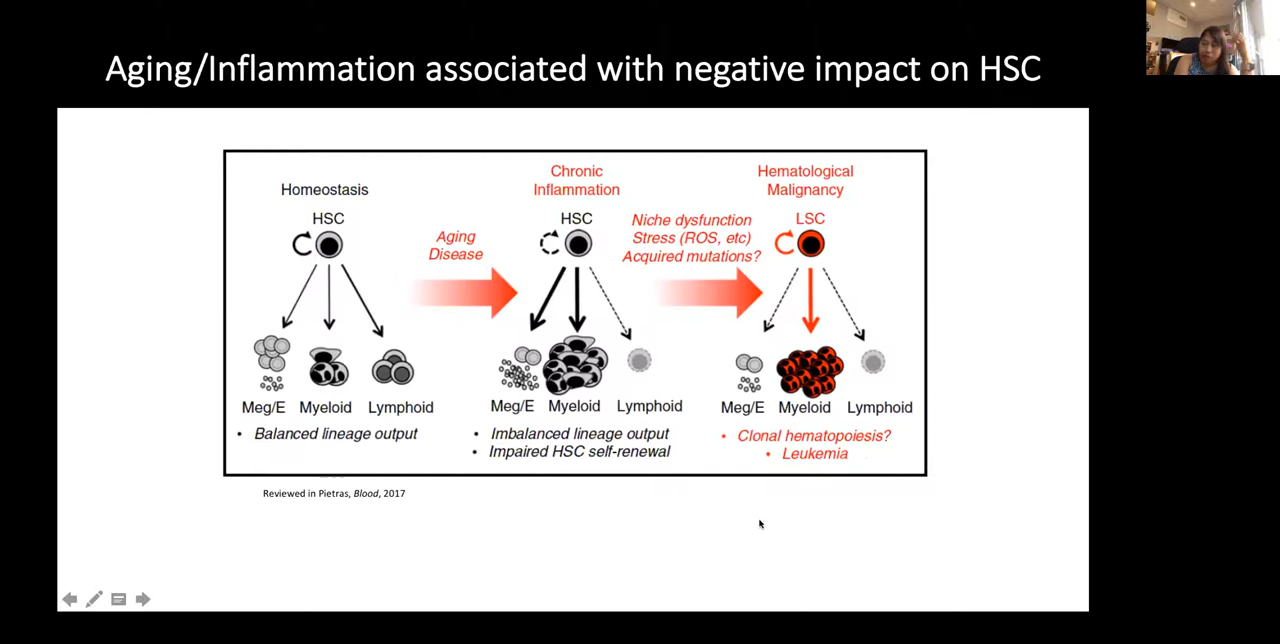 Aging/Inflammation associated with negative impact on HSC
Homeostasis
HSC
Meg/E Myeloid Lymphoid
• Balanced lineage output
Aging
Disease
Chronic
Inflammation
HSC
Meg/E Myeloid Lymphoid
• Imbalanced lineage output
• Impaired HSC self-renewal
Niche dysfunction
Stress (ROS, etc)
Acquired mutations?
Hematological
Malignancy
LSC
Meg/E Myeloid Lymphoid
• Clonal hematopoiesis?
• Leukemia
Reviewed in Pietras, Blood, 2017